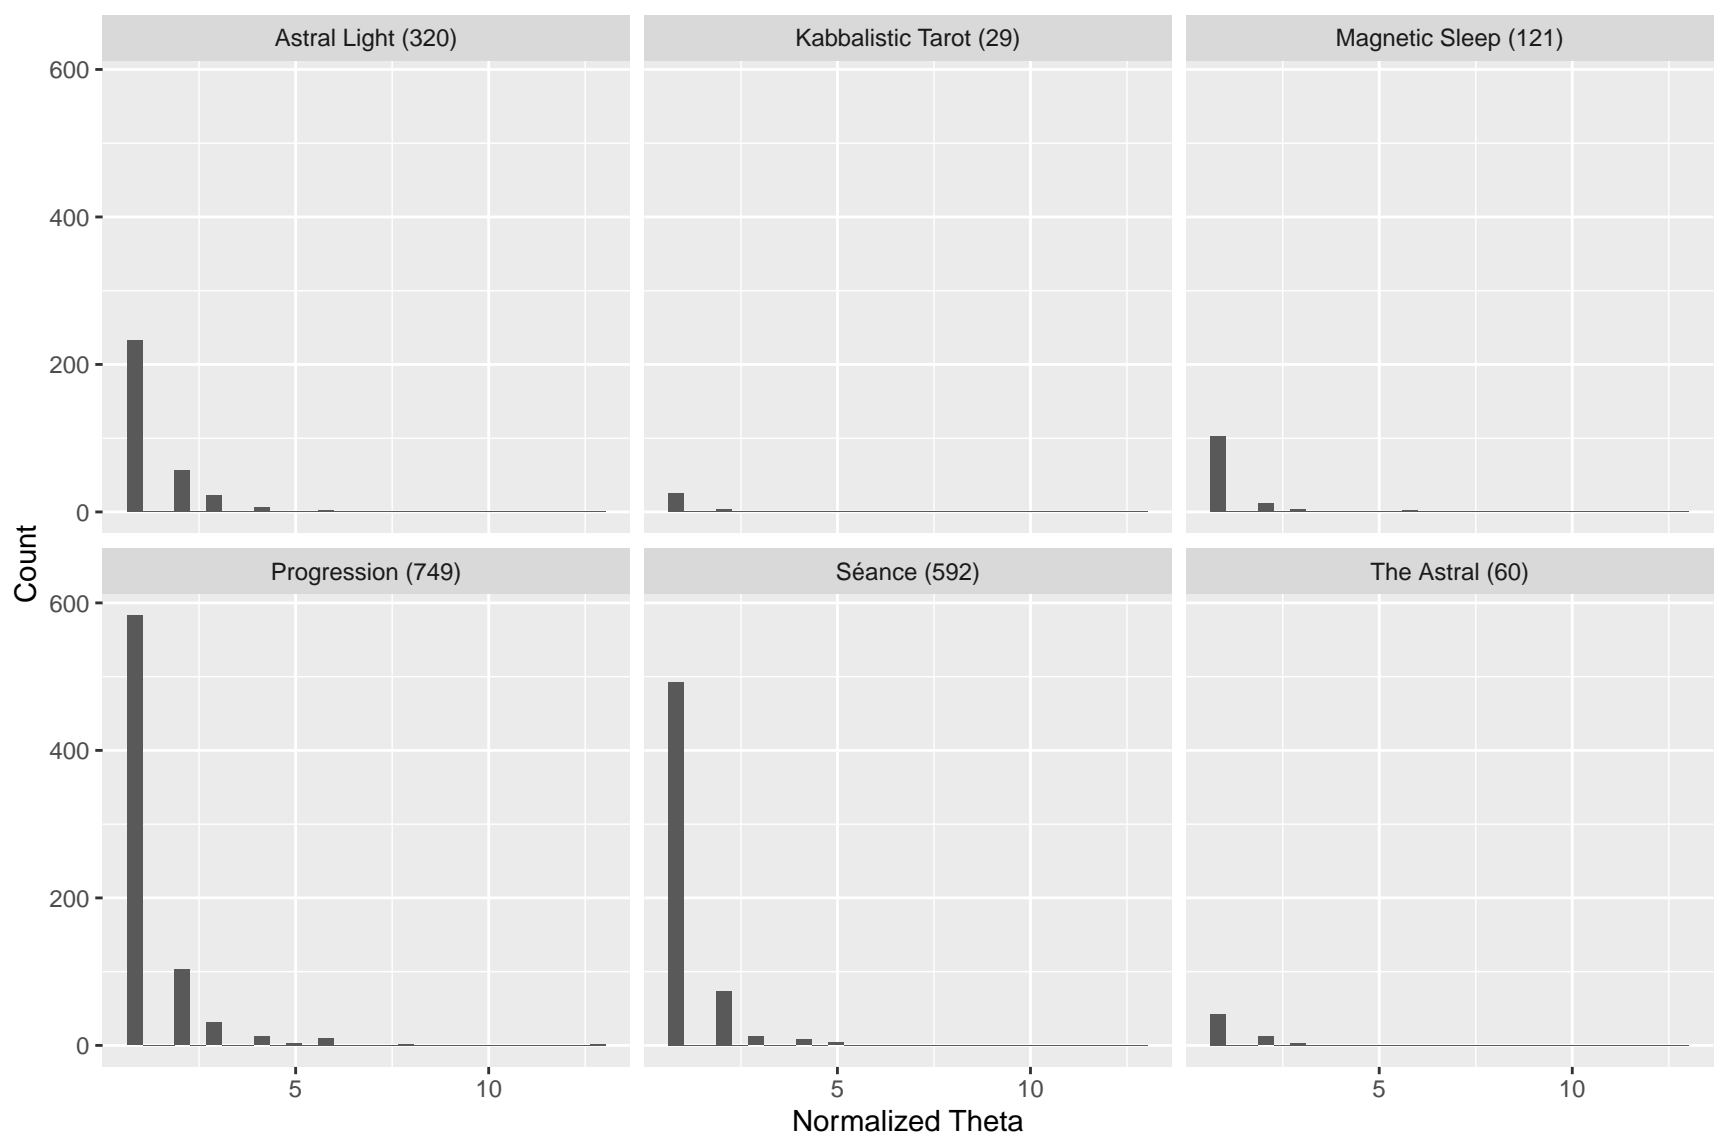 Astral Light (320)
Kabbalistic Tarot (29)
Magnetic Sleep (121)
600
400
200
0
Count
Progression (749)
Séance (592)
The Astral (60)
600
400
200
0
5 10
5 10
5 10
Normalized Theta